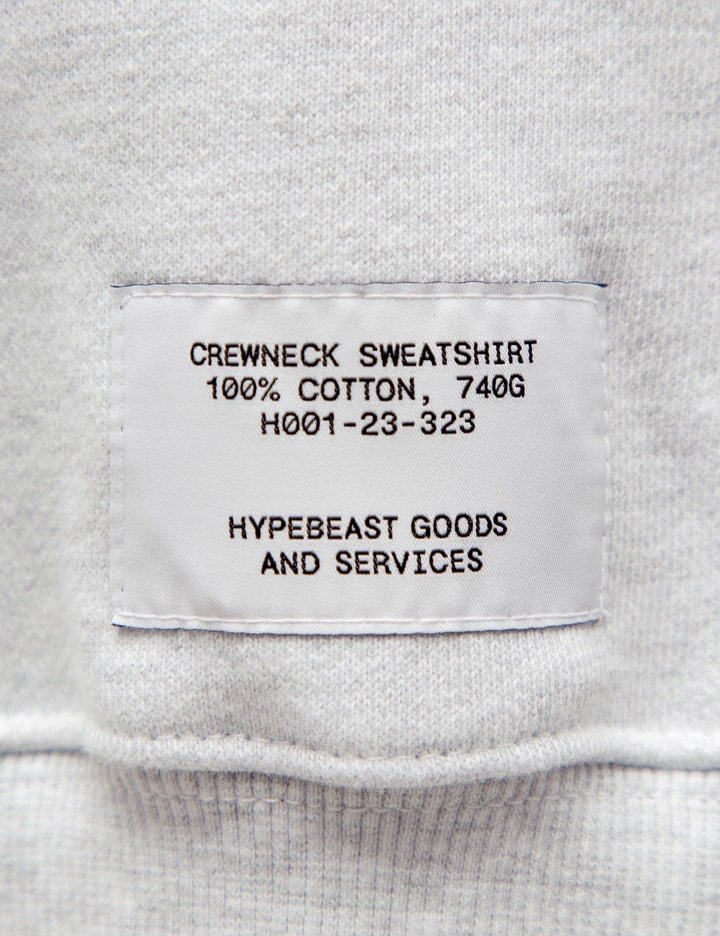 CREWNECK SWEATSHIRT
100% COTTON, 740G
H001-23-323
HYPEBEAST GOODS
AND SERVICES